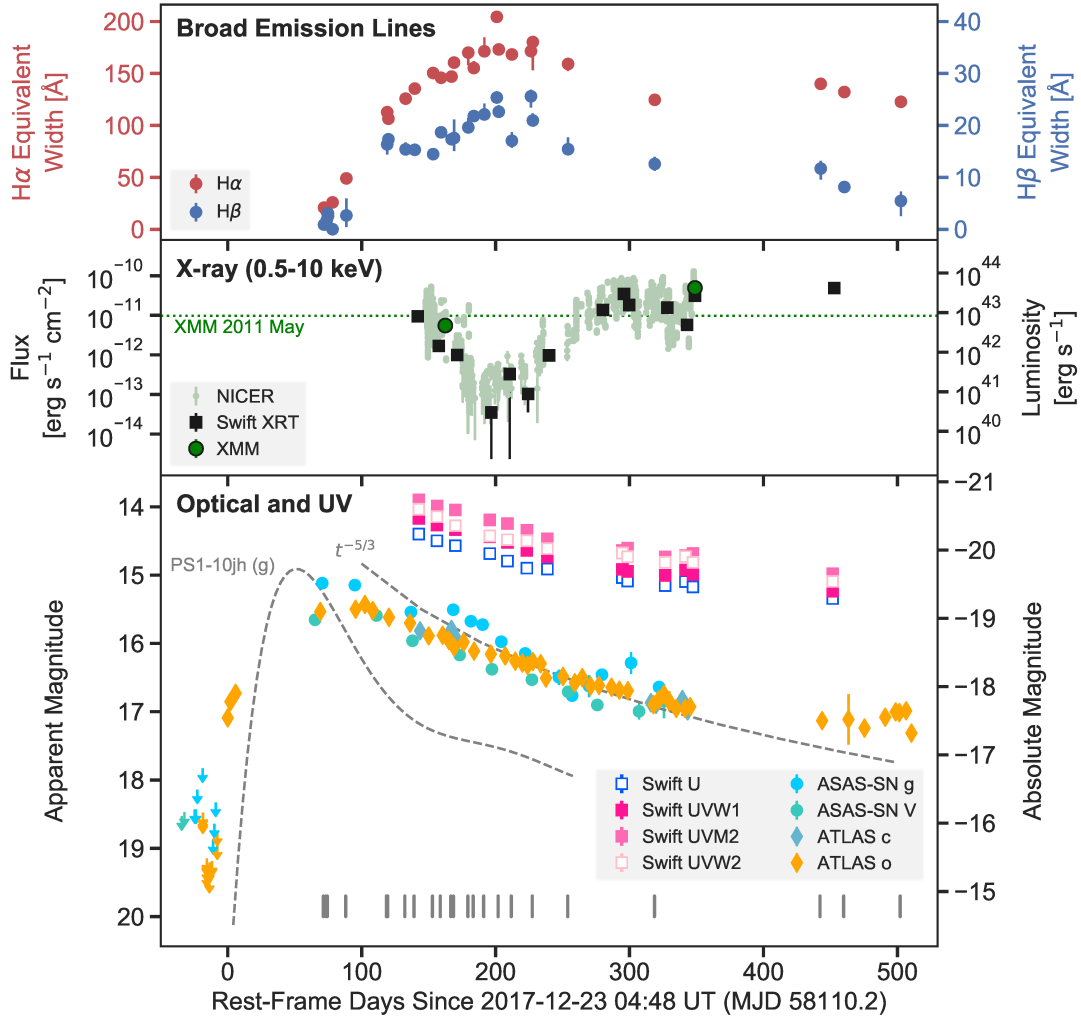 Broad Emission Lines
Hα Equivalent
Width [Å]
200
150
100
50
0
Hα
Hβ
40
30
20
10
0
Hβ Equivalent
Width [Å]
X-ray (0.5-10 keV)
Flux
[erg s⁻¹ cm⁻²]
10⁻¹⁰
10⁻¹¹
10⁻¹²
10⁻¹³
10⁻¹⁴
XMM 2011 May
NICER
Swift XRT
XMM
10⁴⁴
10⁴³
10⁴²
10⁴¹
10⁴⁰
Luminosity
[erg s⁻¹]
Optical and UV
Apparent Magnitude
14
15
16
17
18
19
20
PS1-10jh (g)
t⁻⁵/³
Swift U
Swift UVW1
Swift UVM2
Swift UVW2
ASAS-SN g
ASAS-SN V
ATLAS c
ATLAS o
−21
−20
−19
−18
−17
−16
−15
Absolute Magnitude
0 100 200 300 400 500
Rest-Frame Days Since 2017-12-23 04:48 UT (MJD 58110.2)